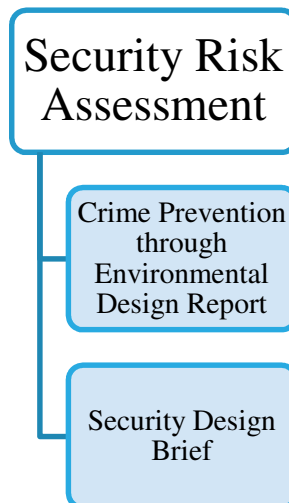 Security Risk
Assessment
Crime Prevention
through
Environmental
Design Report
Security Design
Brief